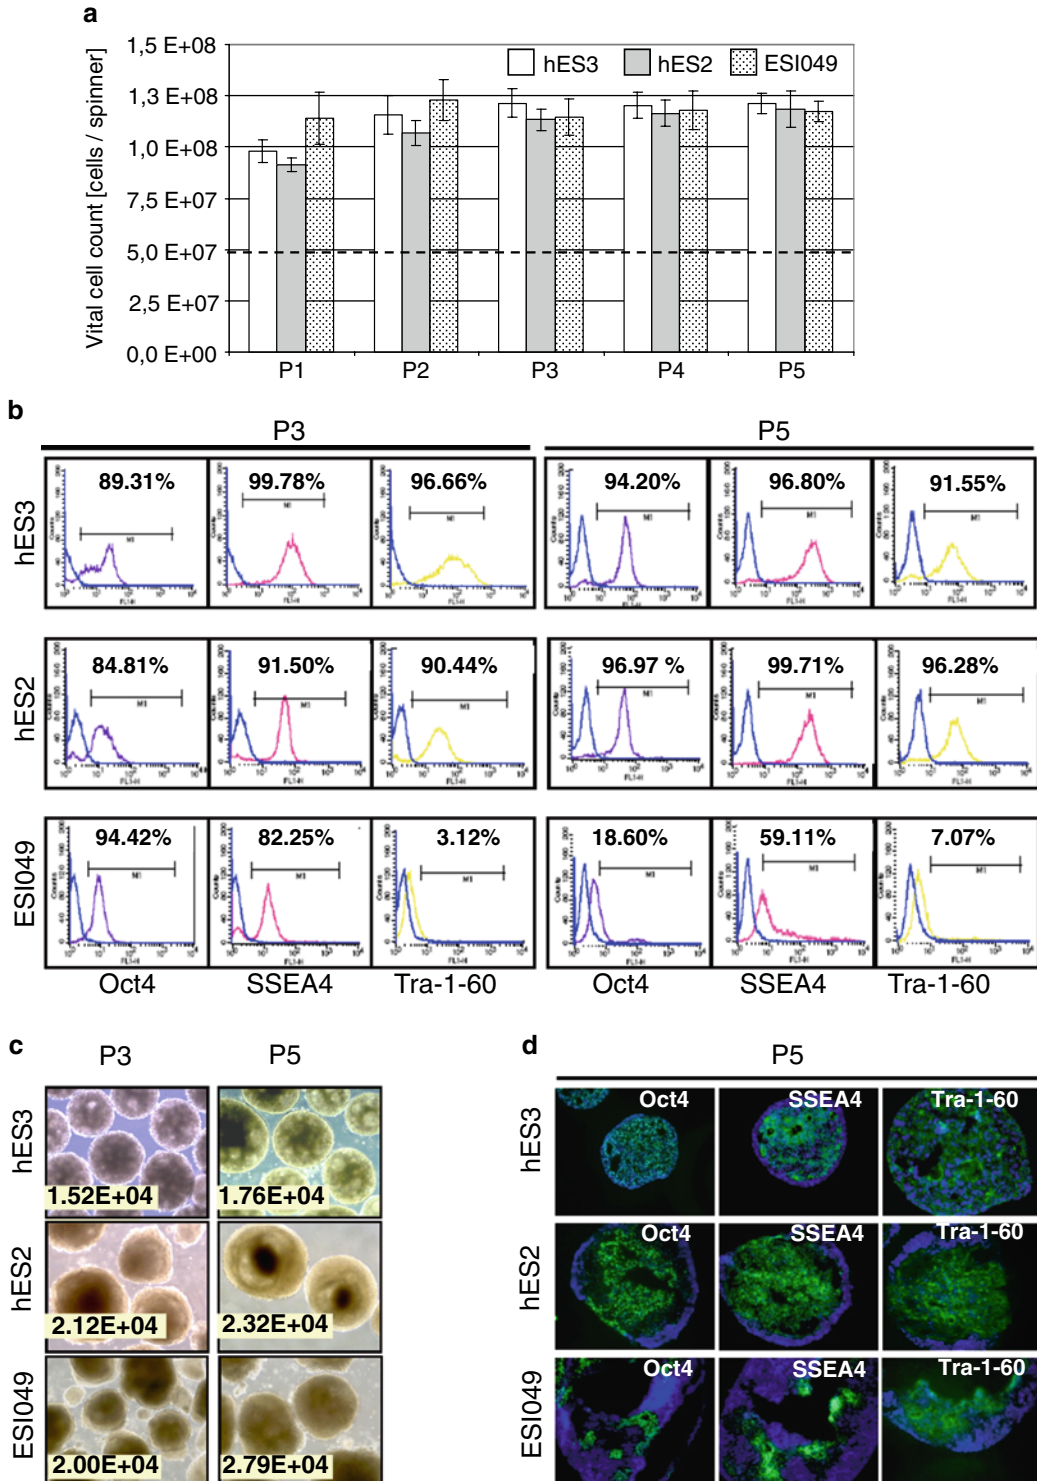 a
1,5 E+08
1,3 E+08
1,0 E+08
7,5 E+07
5,0 E+07
2,5 E+07
0,0 E+00
Vital cell count [cells / spinner]
hES3 hES2 ESI049
P1 P2 P3 P4 P5
b
P3 P5
hES3
89.31% 99.78% 96.66% 94.20% 96.80% 91.55%
hES2
84.81% 91.50% 90.44% 96.97 % 99.71% 96.28%
ESI049
94.42% 82.25% 3.12% 18.60% 59.11% 7.07%
Oct4 SSEA4 Tra-1-60 Oct4 SSEA4 Tra-1-60
c
P3 P5
hES3
1.52E+04 1.76E+04
hES2
2.12E+04 2.32E+04
ESI049
2.00E+04 2.79E+04
d
P5
hES3
Oct4 SSEA4 Tra-1-60
hES2
Oct4 SSEA4 Tra-1-60
ESI049
Oct4 SSEA4 Tra-1-60